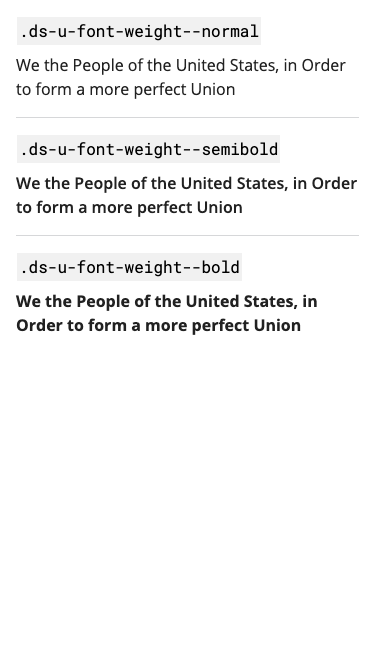 .ds-u-font-weight--normal
We the People of the United States, in Order
to form a more perfect Union
.ds-u-font-weight--semibold
We the People of the United States, in Order
to form a more perfect Union
.ds-u-font-weight--bold
We the People of the United States, in
Order to form a more perfect Union